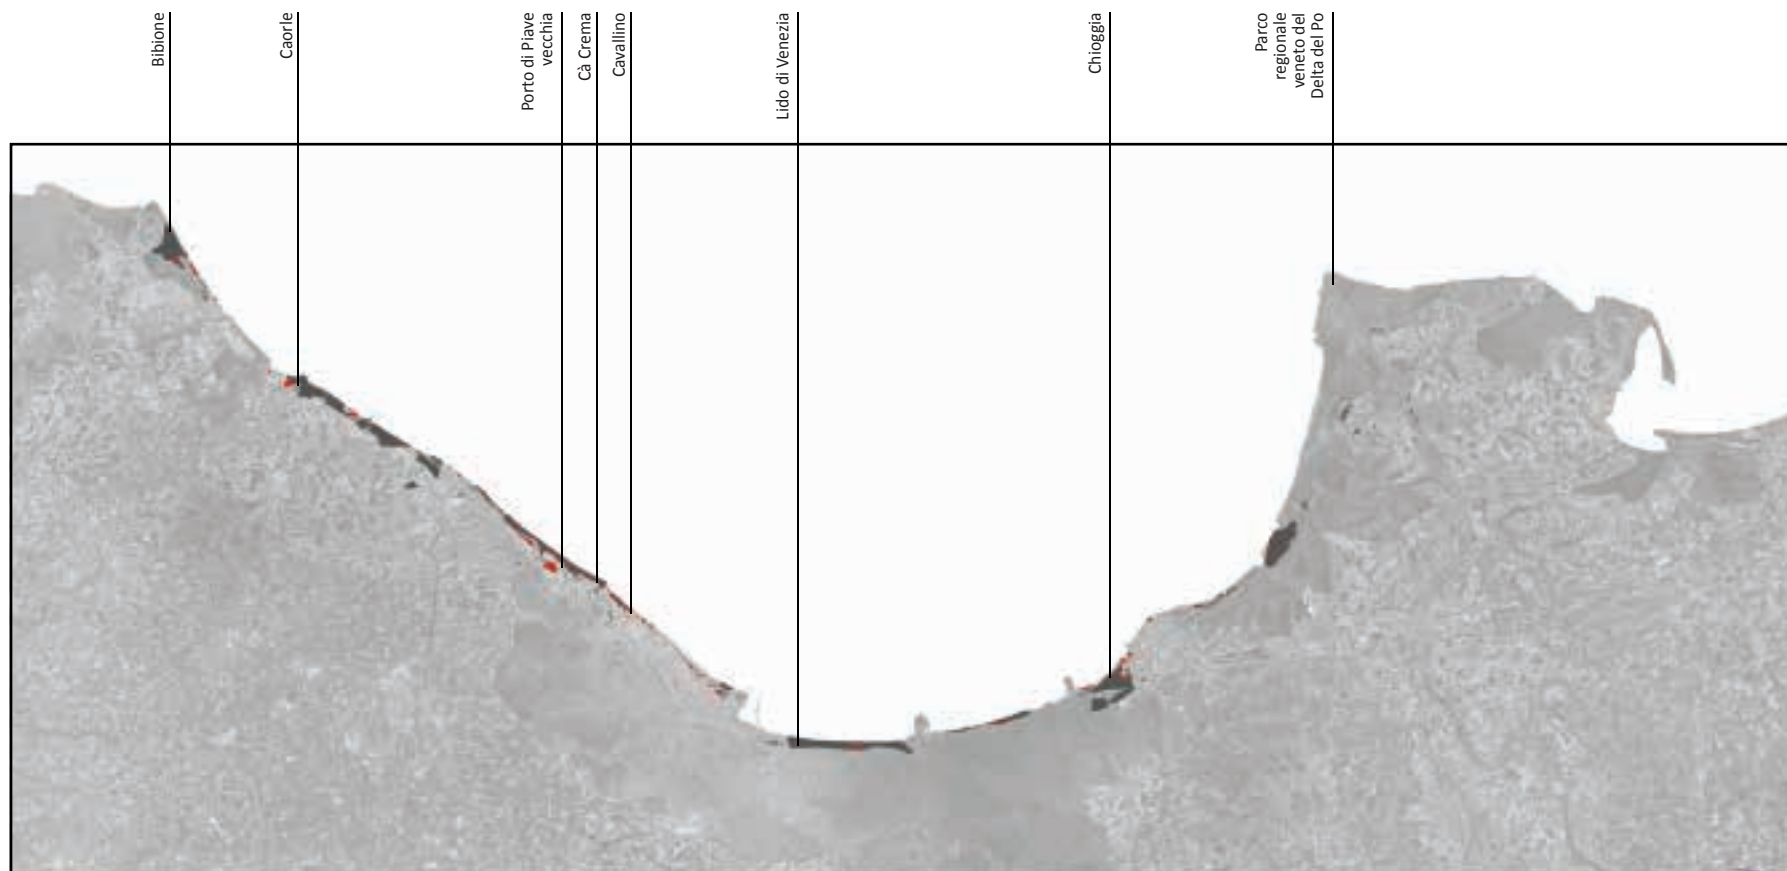 Bibione
Caorle
Porto di Piave
vecchia
Cà Crema
Cavallino
Lido di Venezia
Chioggia
Parco
regionale
veneto del
Delta del Po